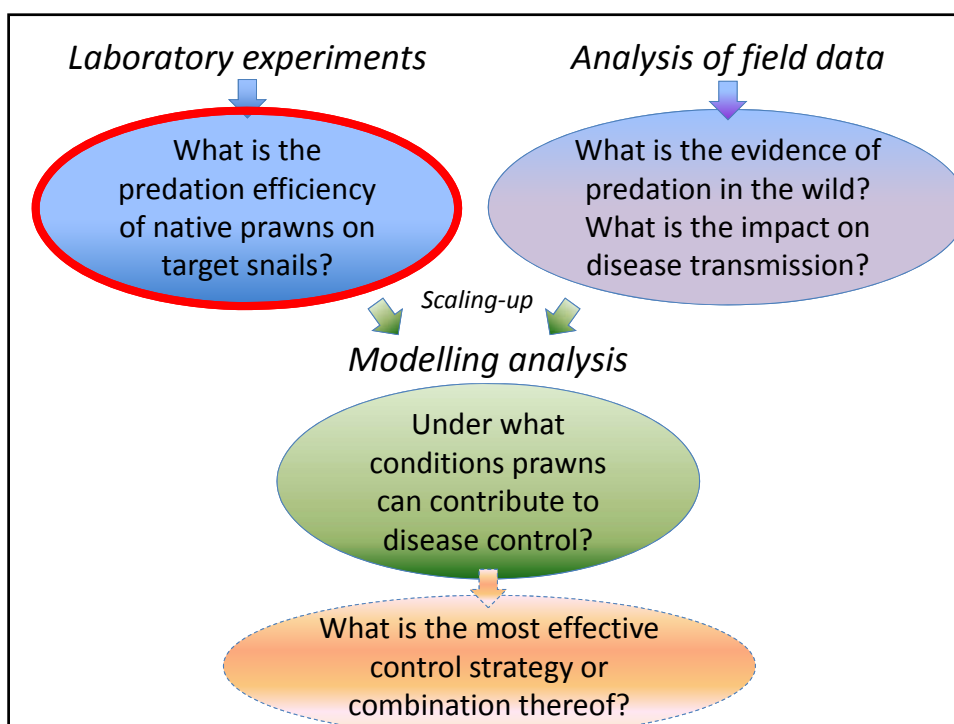 Laboratory experiments
What is the
predation efficiency
of native prawns on
target snails?
Analysis of field data
What is the evidence of
predation in the wild?
What is the impact on
disease transmission?
Scaling-up
Modelling analysis
Under what
conditions prawns
can contribute to
disease control?
What is the most effective
control strategy or
combination thereof?